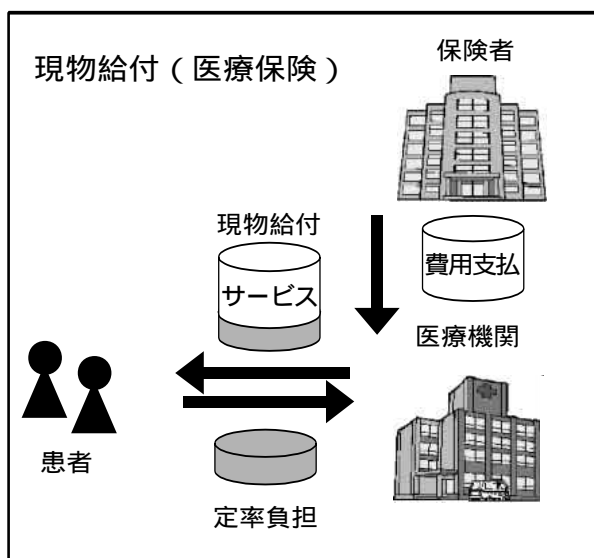 現物給付（医療保険）
保険者
現物給付
サービス
費用支払
医療機関
患者
定率負担